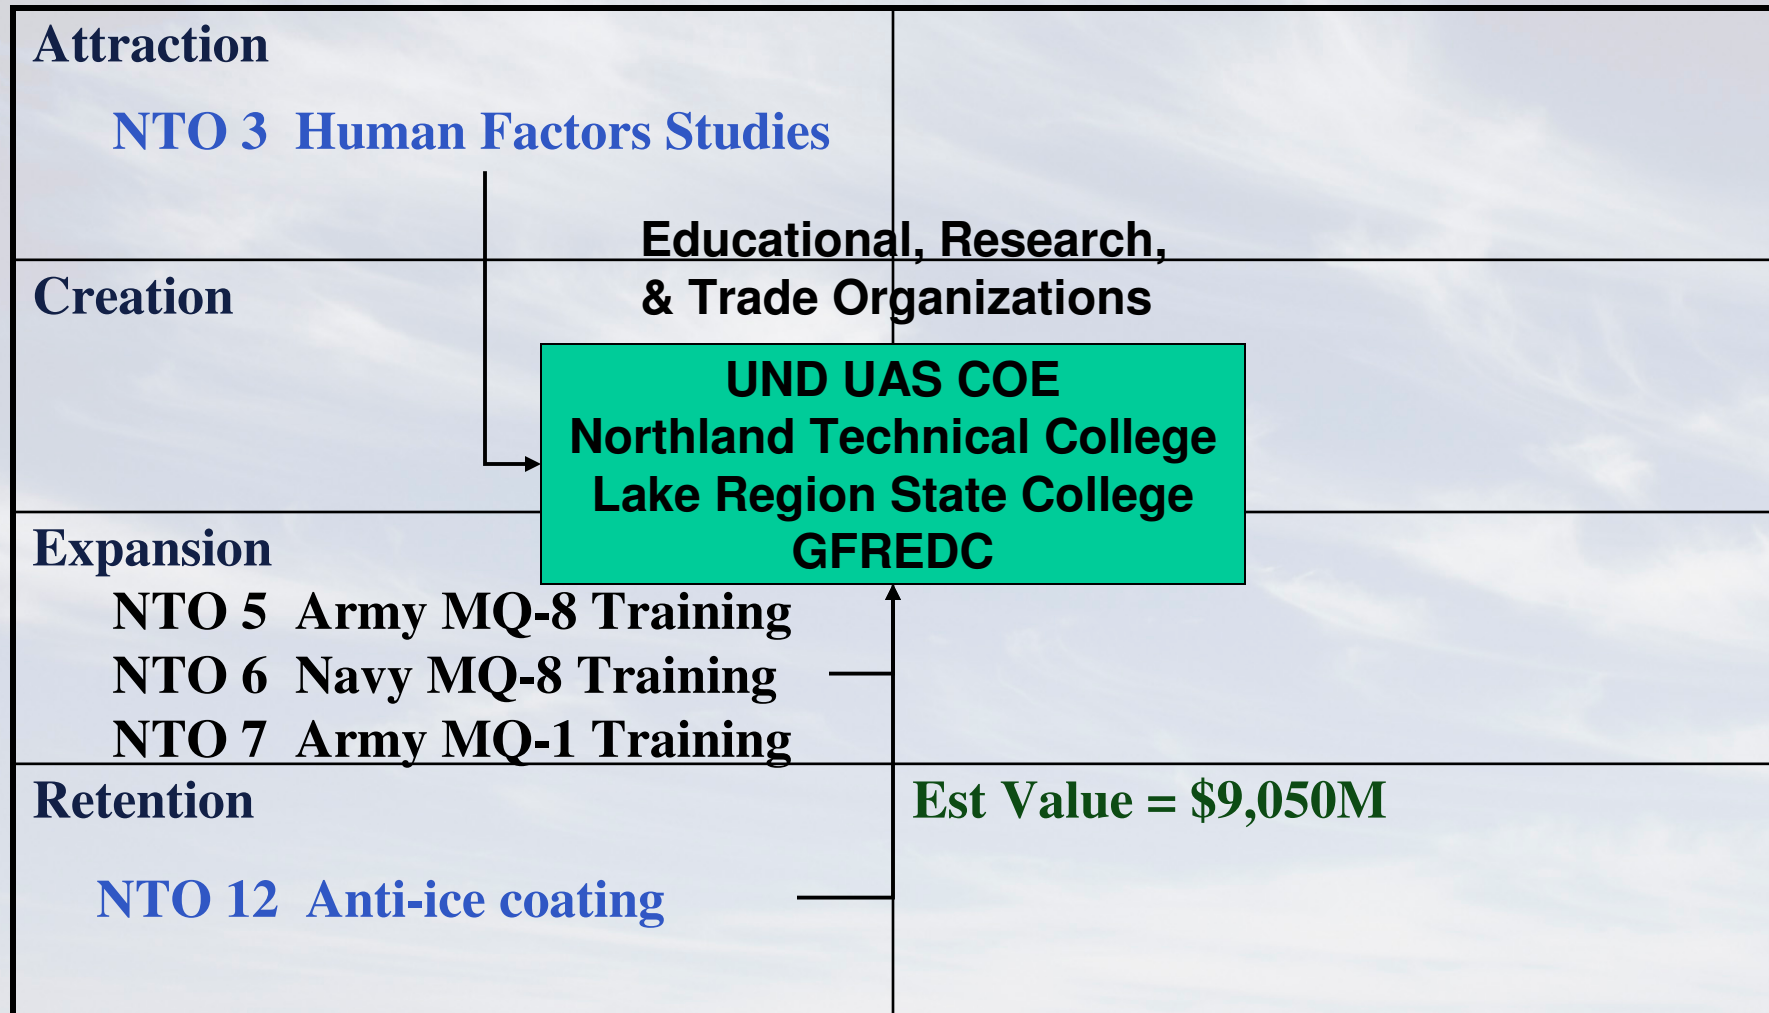 Attraction
NTO 3  Human Factors Studies
Educational, Research,
& Trade Organizations
Creation
UND UAS COE
Northland Technical College
Lake Region State College
GFREDC
Expansion
NTO 5  Army MQ-8 Training
NTO 6  Navy MQ-8 Training
NTO 7  Army MQ-1 Training
Retention
Est Value = $9,050M
NTO 12  Anti-ice coating